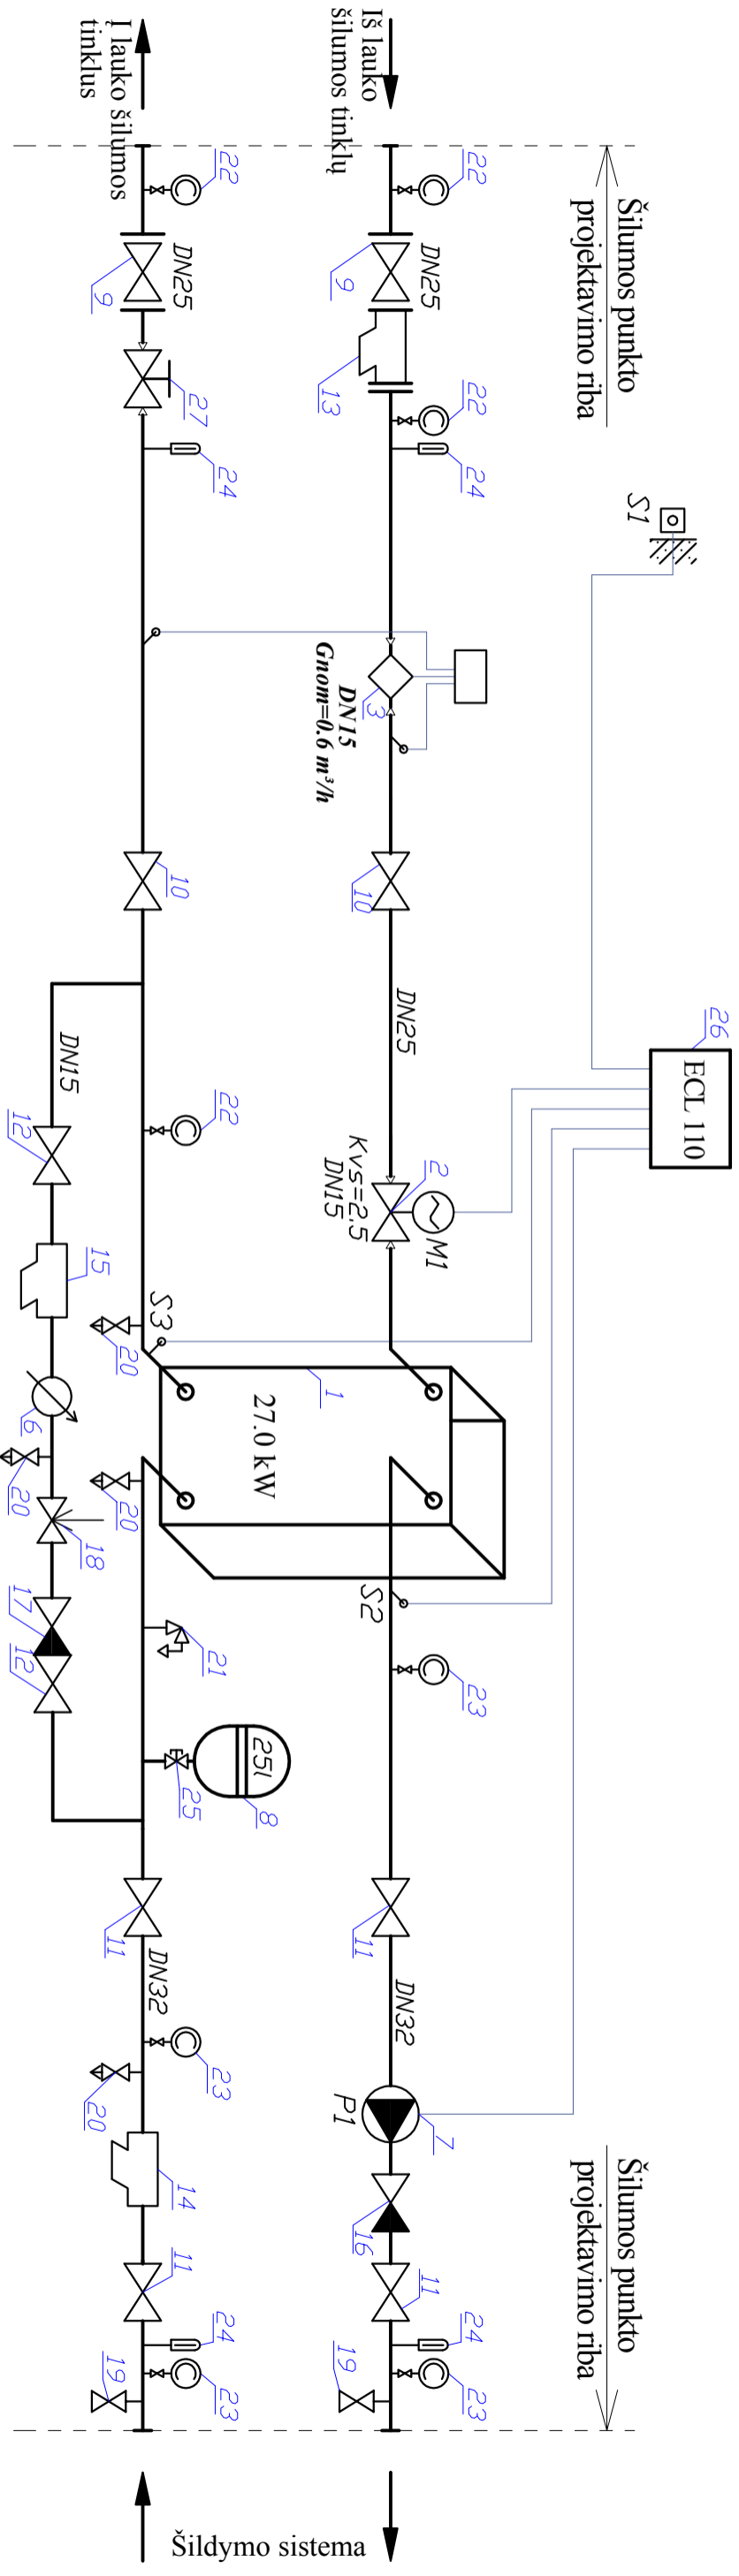 Į lauko šilumos
tinklus
Iš lauko
šilumos tinklų
Šilumos punkto
projektavimo riba
22
22
DN25
9
DN25
9
13
27
22
24
24
S1
DN15
Gnom=0.6 m³/h
3
10
10
DN25
26
ECL 110
DN15
12
22
Kvs=2.5
DN15
2
M1
15
S3
20
1
27.0 kW
6
20
20
18
S2
17
12
21
23
25l
25
8
11
11
DN32
DN32
23
20
P1
7
14
16
11
11
24
24
19
23
19
23
Šilumos punkto
projektavimo riba
Šildymo sistema